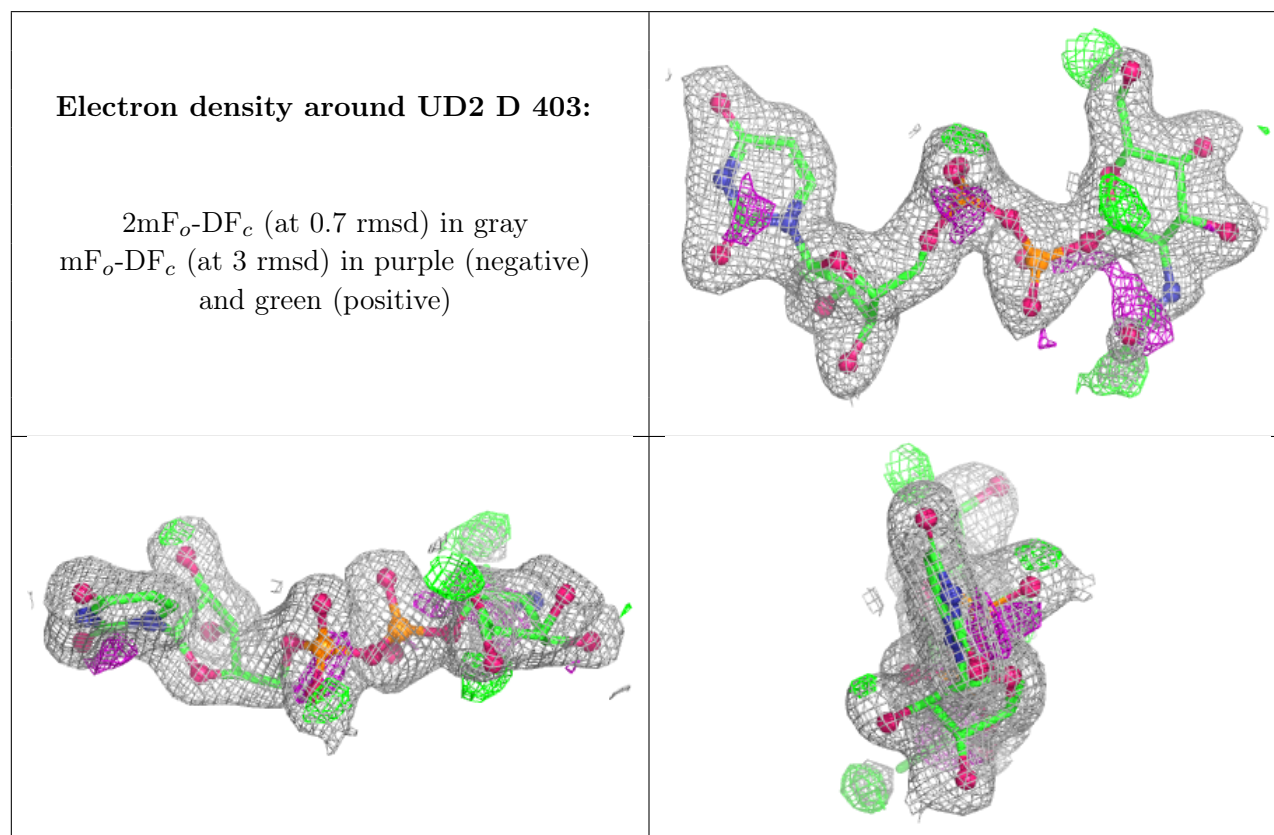 Electron density around UD2 D 403:
2mFo-DFc (at 0.7 rmsd) in gray
mFo-DFc (at 3 rmsd) in purple (negative)
and green (positive)